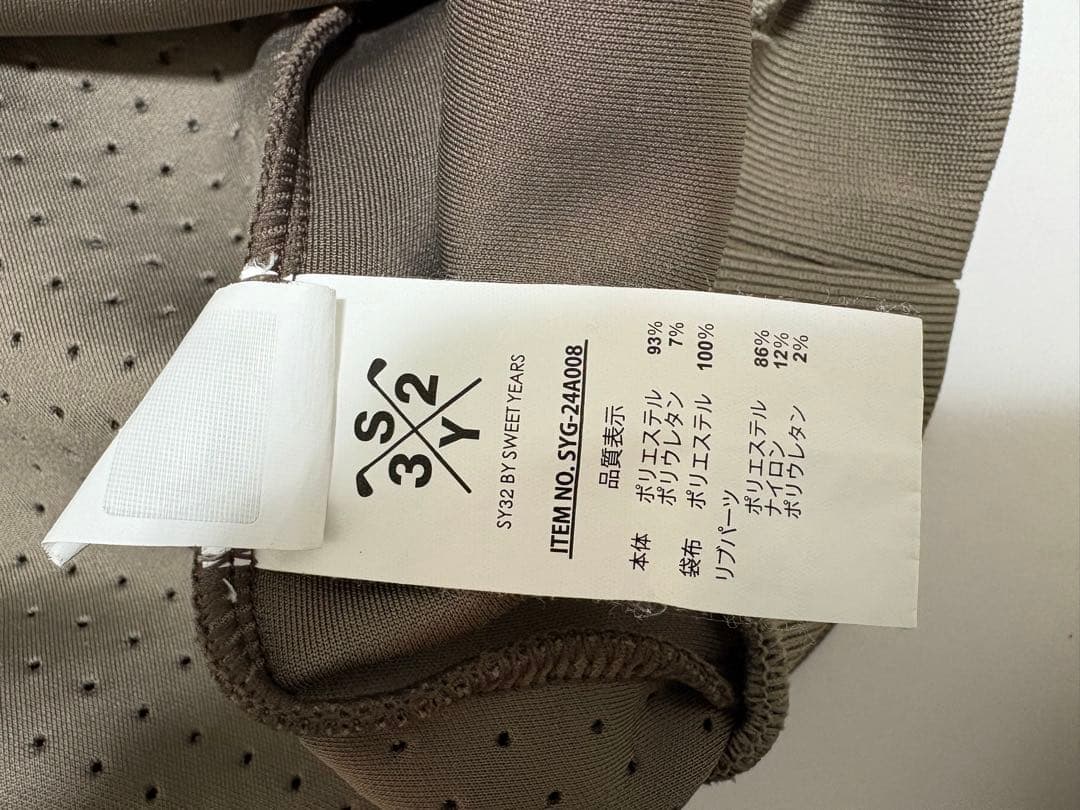 S
3 2
Y
SY32 BY SWEET YEARS
ITEM NO. SYG-24A008
品質表示
本体 ポリエステル 93%
ポリウレタン 7%
袋布 ポリエステル 100%
リブパーツ
ポリエステル 86%
ナイロン 12%
ポリウレタン 2%